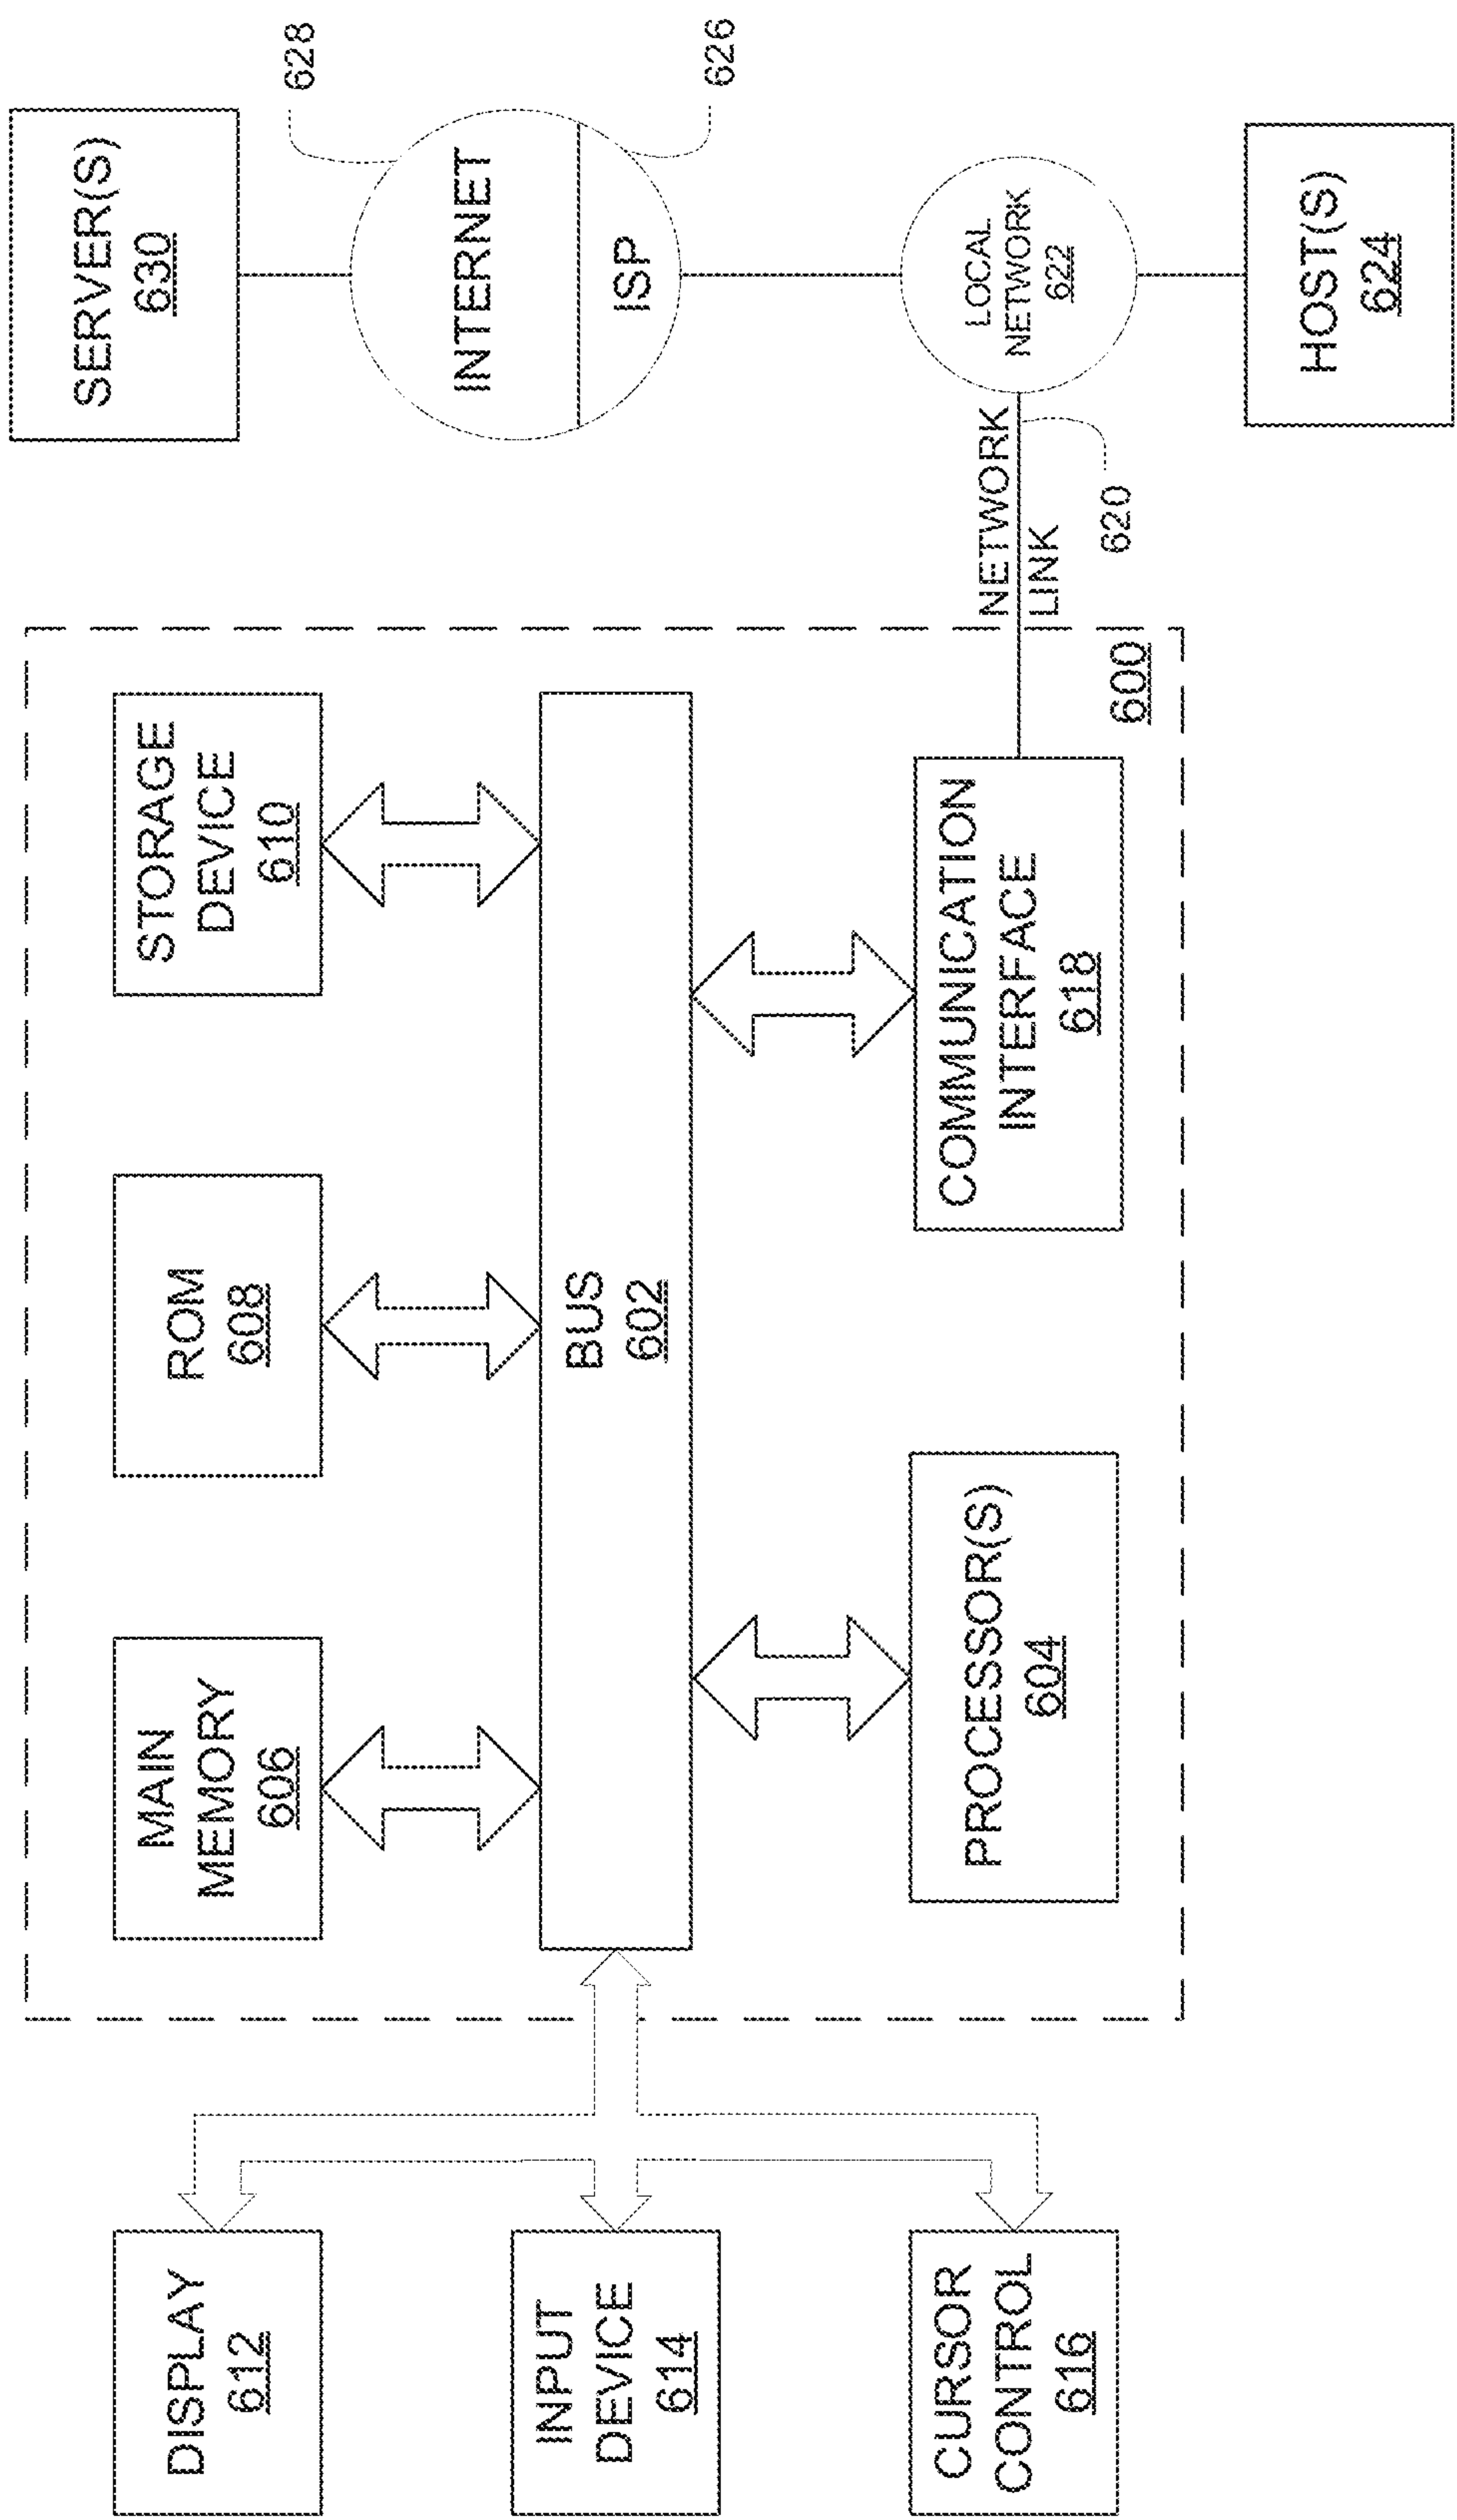 DISPLAY
612
INPUT
DEVICE
614
CURSOR
CONTROL
616
MAIN
MEMORY
606
ROM
608
STORAGE
DEVICE
610
BUS
602
PROCESSOR(S)
604
COMMUNICATION
INTERFACE
618
600
NETWORK
LINK
620
SERVER(S)
630
628
INTERNET
ISP
626
LOCAL
NETWORK
622
HOST(S)
624